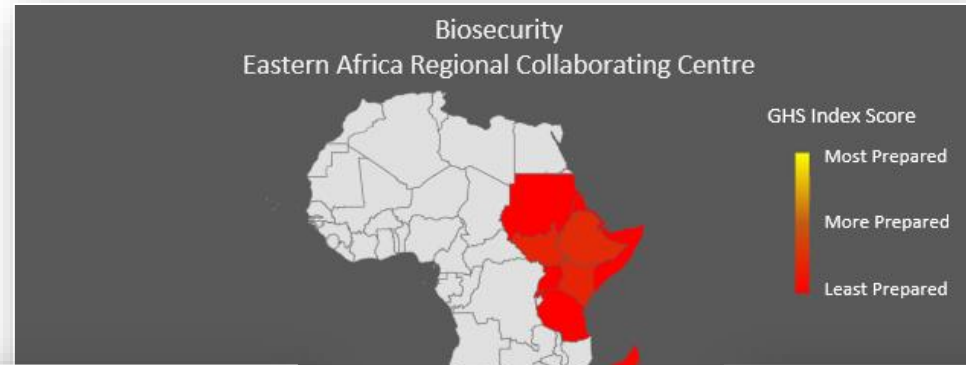 Biosecurity
Eastern Africa Regional Collaborating Centre
GHS Index Score
Most Prepared
More Prepared
Least Prepared